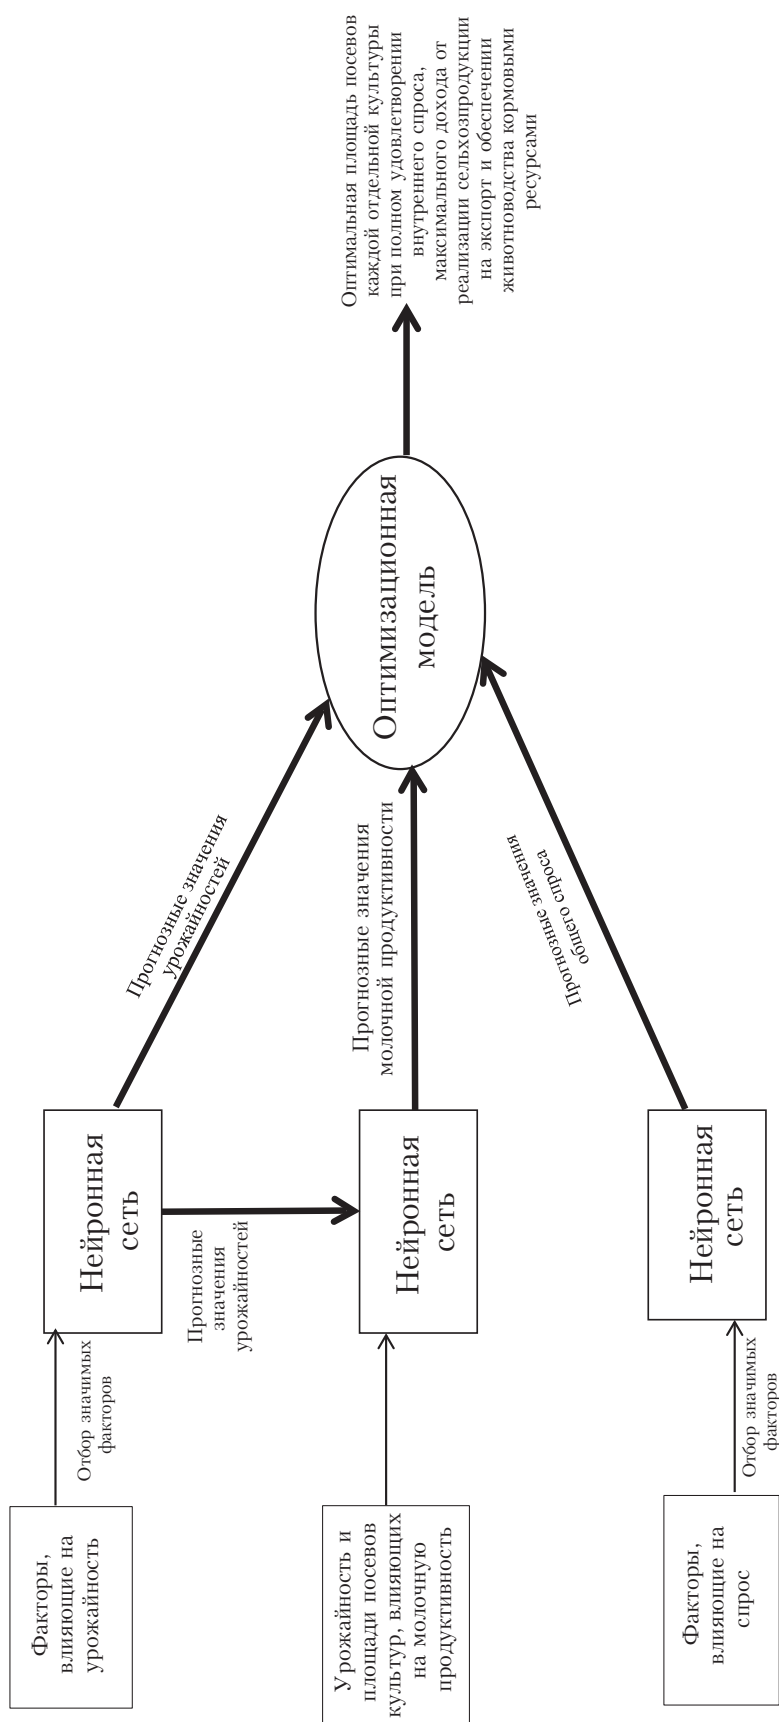 Факторы,
влияющие на
урожайность
Отбор значимых
факторов
Нейронная
сеть
Прогнозные значения
урожайностей
Прогнозные
значения
урожайностей
Урожайность и
площади посевов
культур, влияющих
на молочную
продуктивность
Нейронная
сеть
Прогнозные значения
молочной продуктивности
Оптимизационная
модель
Оптимальная площадь посевов
каждой отдельной культуры
при полном удовлетворении
внутреннего спроса,
максимального дохода от
реализации сельхозпродукции
на экспорт и обеспечении
животноводства кормовыми
ресурсами
Факторы,
влияющие на
спрос
Отбор значимых
факторов
Нейронная
сеть
Прогнозные значения
общего спроса